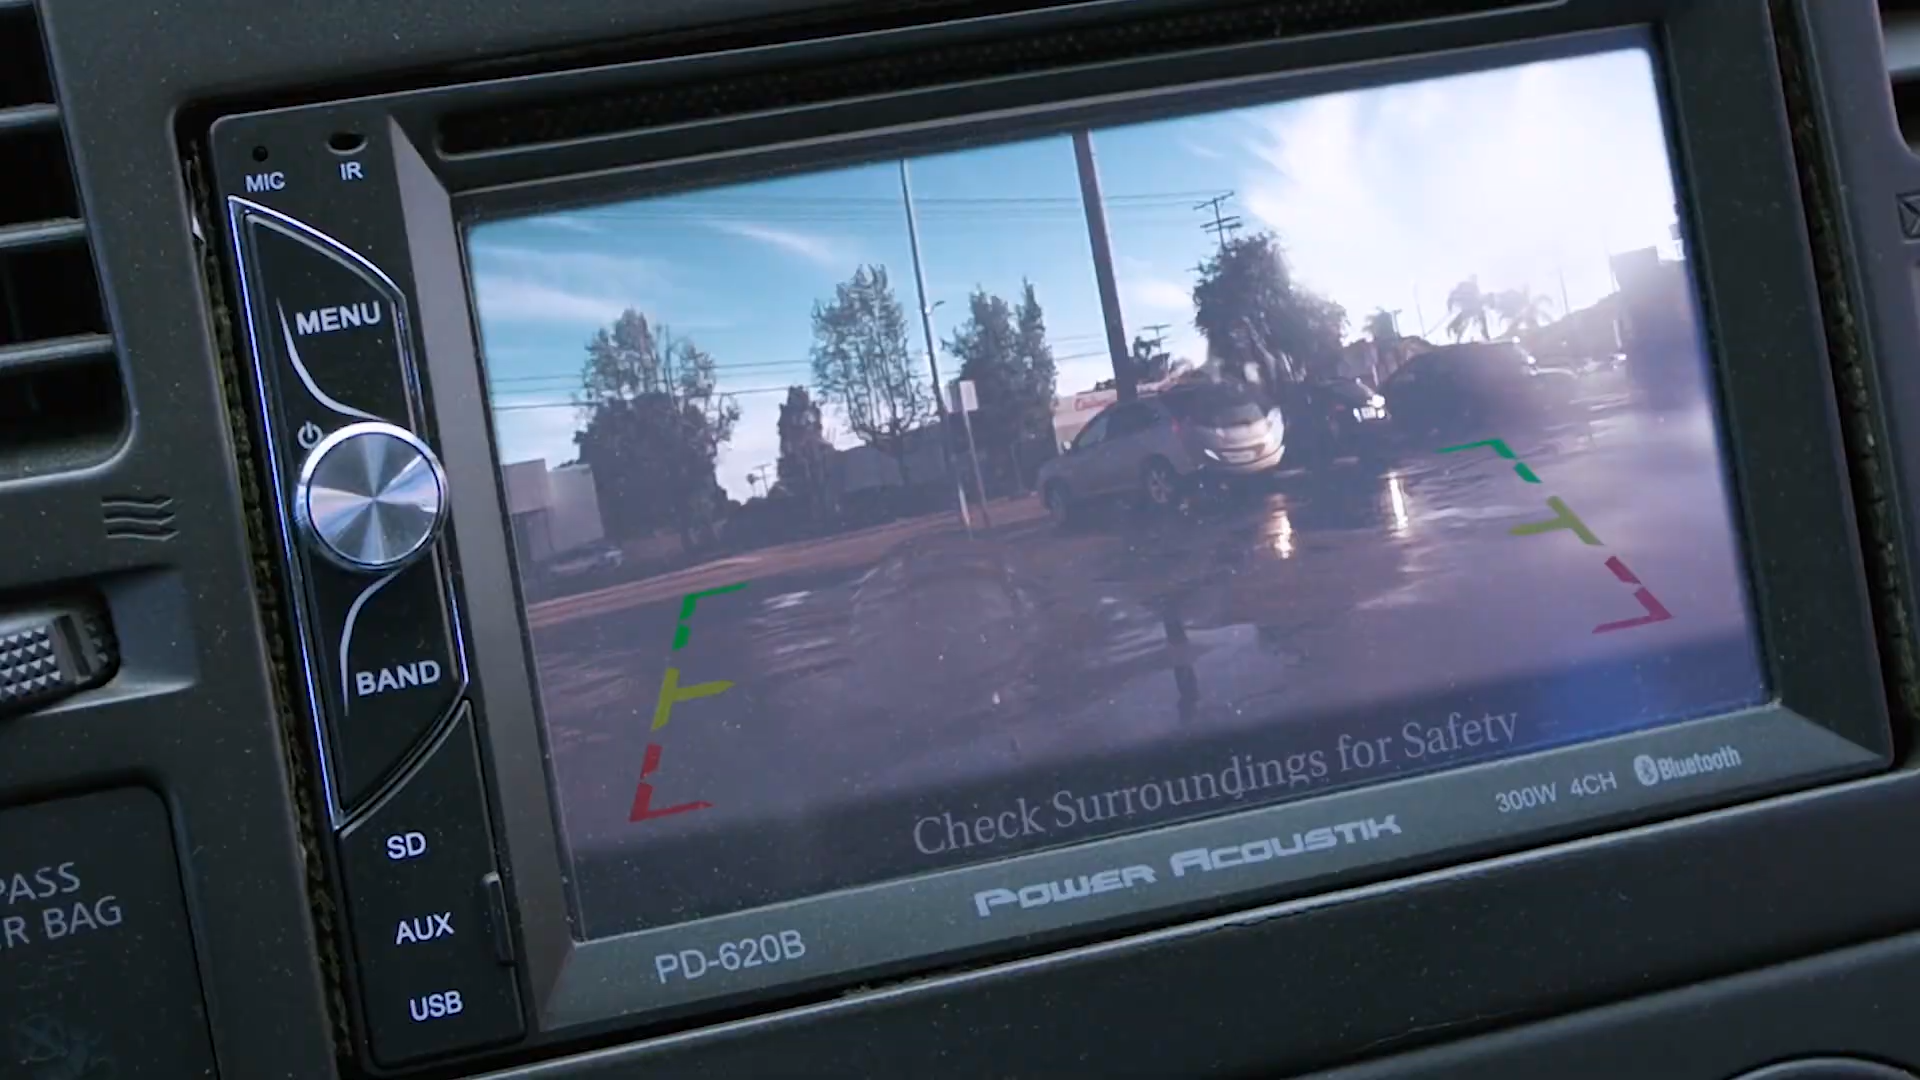 MIC
IR
MENU
BAND
SD
AUX
USB
Check Surroundings for Safety
300W 4CH Bluetooth
POWER ACOUSTIK
PD-620B
PASS
R BAG